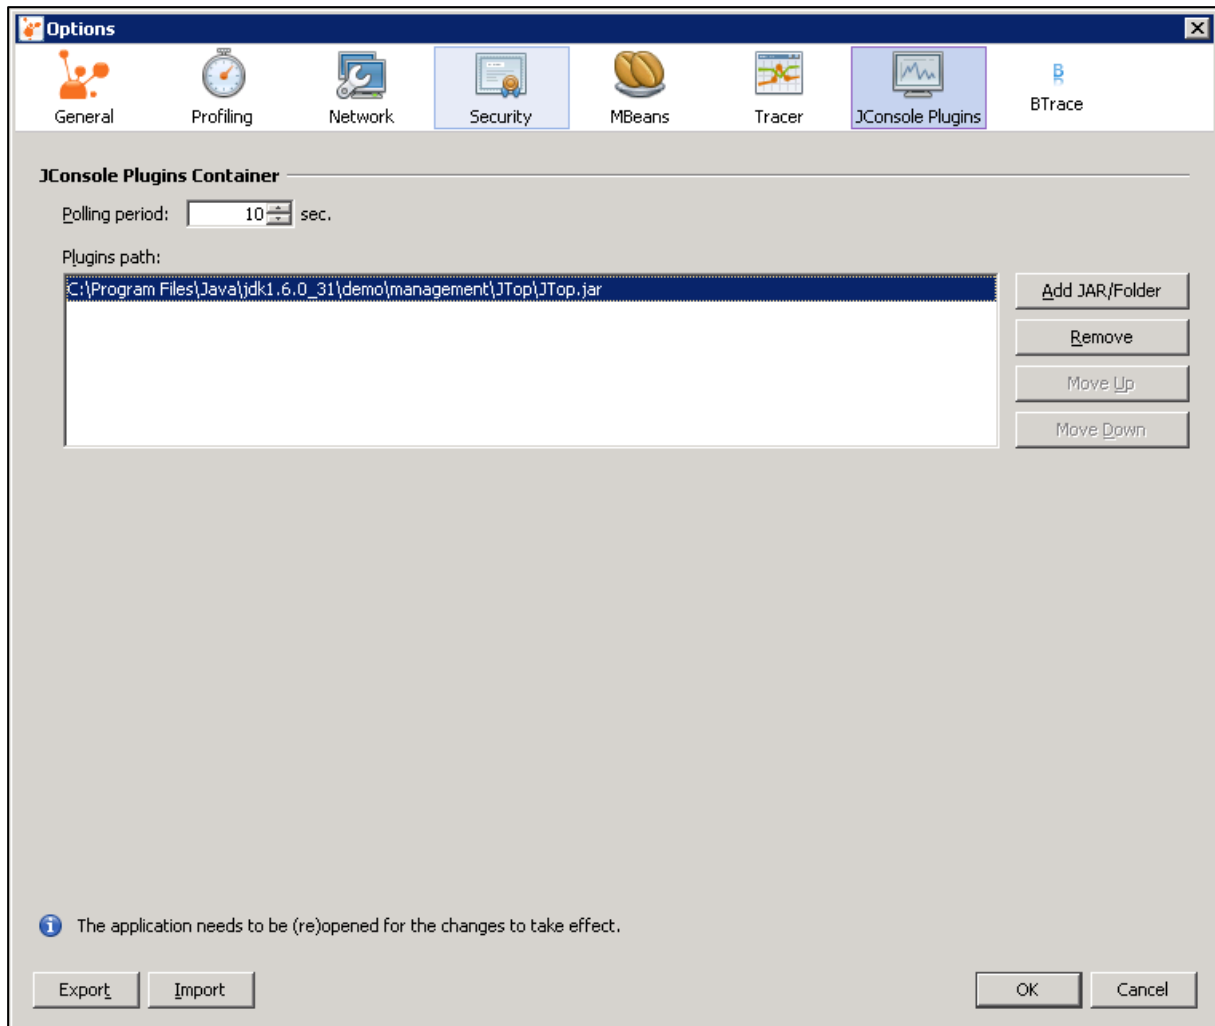 Options
General Profiling Network Security MBeans Tracer JConsole Plugins BTrace
JConsole Plugins Container
Polling period: 10 sec.
Plugins path:
C:\Program Files\Java\jdk1.6.0_31\demo\management\JTop\JTop.jar
Add JAR/Folder
Remove
Move Up
Move Down
The application needs to be (re)opened for the changes to take effect.
Export Import OK Cancel